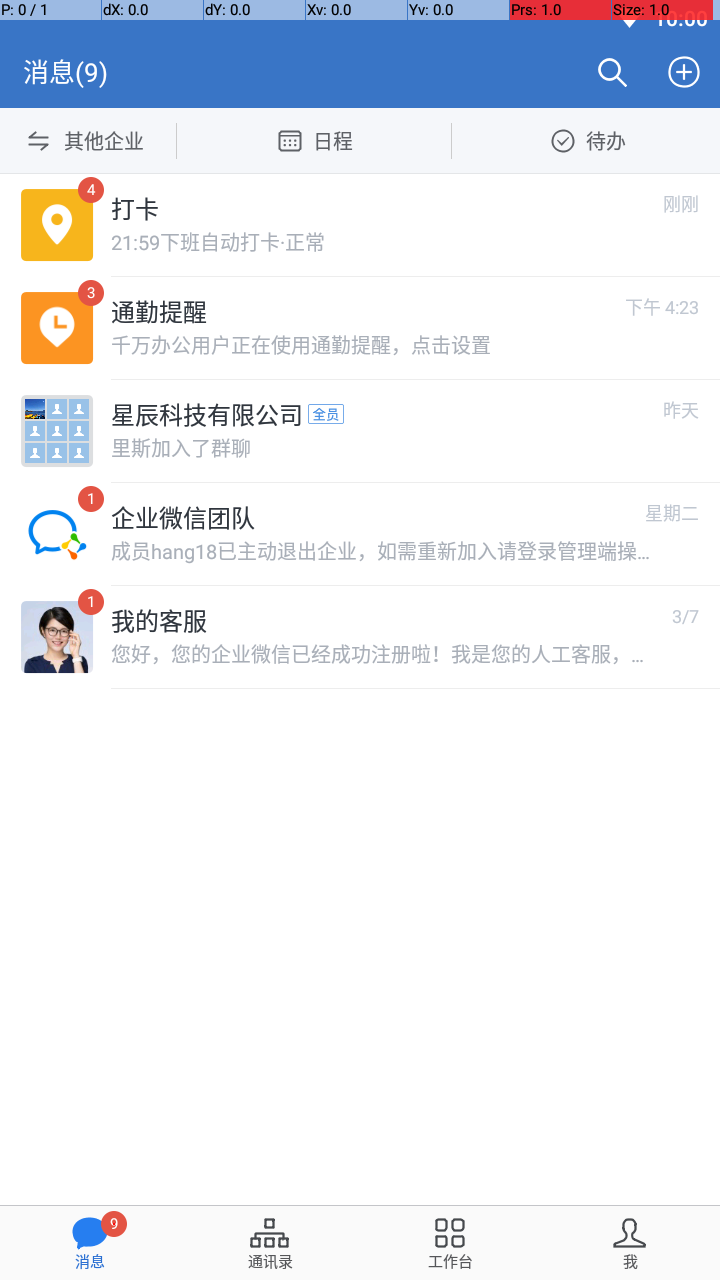 P: 0 / 1 dX: 0.0 dY: 0.0 Xv: 0.0 Yv: 0.0 Prs: 1.0 Size: 1.0
10:00
消息(9)
其他企业 日程 待办
4
打卡 刚刚
21:59下班自动打卡·正常
3
通勤提醒 下午 4:23
千万办公用户正在使用通勤提醒，点击设置
星辰科技有限公司 全员 昨天
里斯加入了群聊
1
企业微信团队 星期二
成员hang18已主动退出企业，如需重新加入请登录管理端操...
1
我的客服 3/7
您好，您的企业微信已经成功注册啦！我是您的人工客服，...
9
消息 通讯录 工作台 我